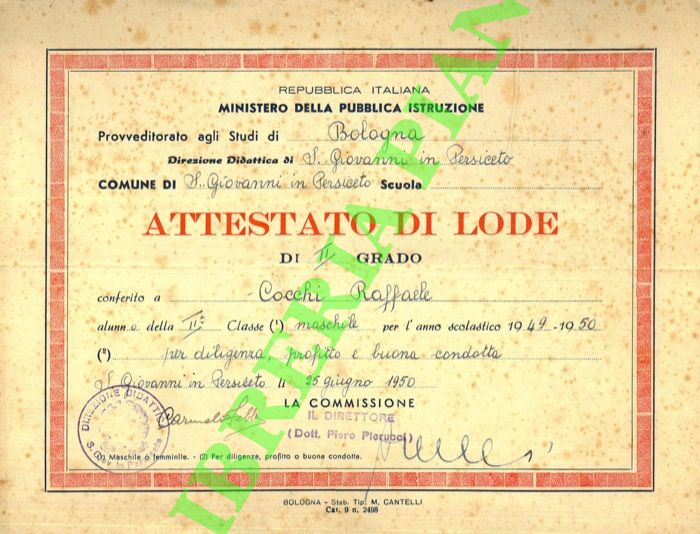 REPUBBLICA ITALIANA
MINISTERO DELLA PUBBLICA ISTRUZIONE
Provveditorato agli Studi di Bologna
Direzione Didattica di S. Giovanni in Persiceto
COMUNE DI S. Giovanni in Persiceto Scuola
ATTESTATO DI LODE
DI II GRADO
conferito a Cocchi Raffaele
alunno della IIª Classe (¹) maschile per l'anno scolastico 1949-1950
(²) per diligenza, profitto e buona condotta
S. Giovanni in Persiceto li 25 giugno 1950
LA COMMISSIONE
IL DIRETTORE
(Dott. Piero Pierucci)
DIREZIONE DIDATTICA
(1) Maschile o femminile. - (2) Per diligenza, profitto o buona condotta.
BOLOGNA - Stab. Tip. M. CANTELLI
Cat. 9 n. 2498